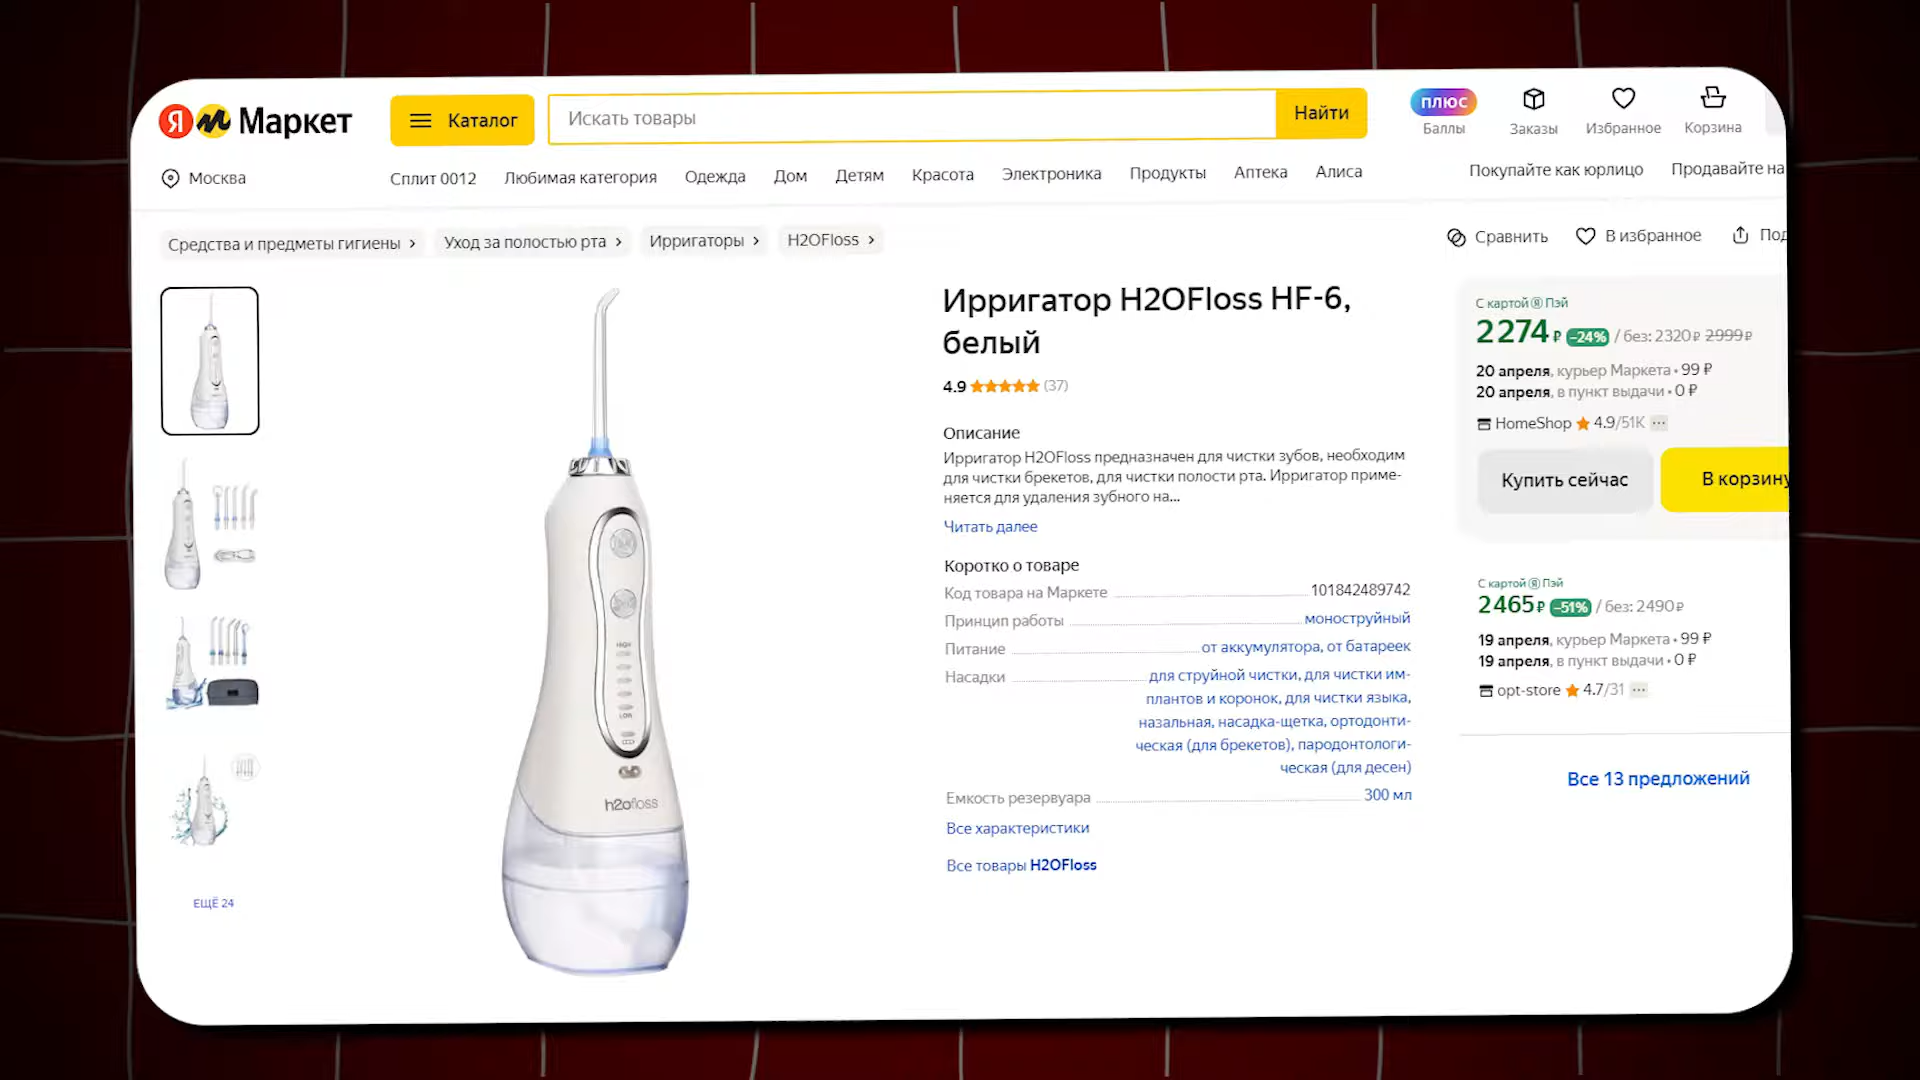 Я Маркет
Каталог
Искать товары
Найти
плюс
Баллы
Заказы
Избранное
Корзина
Москва
Сплит 0012
Любимая категория
Одежда
Дом
Детям
Красота
Электроника
Продукты
Аптека
Алиса
Покупайте как юрлицо
Продавайте на
Средства и предметы гигиены
Уход за полостью рта
Ирригаторы
H2OFloss
Сравнить
В избранное
Под
Ирригатор H2OFloss HF-6,
белый
4.9 (37)
Описание
Ирригатор H2OFloss предназначен для чистки зубов, необходим
для чистки брекетов, для чистки полости рта. Ирригатор приме-
няется для удаления зубного на...
Читать далее
Коротко о товаре
Код товара на Маркете 101842489742
Принцип работы моноструйный
Питание от аккумулятора, от батареек
Насадки для струйной чистки, для чистки им-
плантов и коронок, для чистки языка,
назальная, насадка-щетка, ортодонти-
ческая (для брекетов), пародонтологи-
ческая (для десен)
Емкость резервуара 300 мл
Все характеристики
Все товары H2OFloss
С картой Я Пэй
2 274 ₽ -24% / без: 2320 ₽ 2999 ₽
20 апреля, курьер Маркета • 99 ₽
20 апреля, в пункт выдачи • 0 ₽
HomeShop 4.9/51K ...
Купить сейчас
В корзину
С картой Я Пэй
2 465 ₽ -51% / без: 2490 ₽
19 апреля, курьер Маркета • 99 ₽
19 апреля, в пункт выдачи • 0 ₽
opt-store 4.7/31 ...
Все 13 предложений
HIGH
LOW
h2ofloss
ЕЩЁ 24